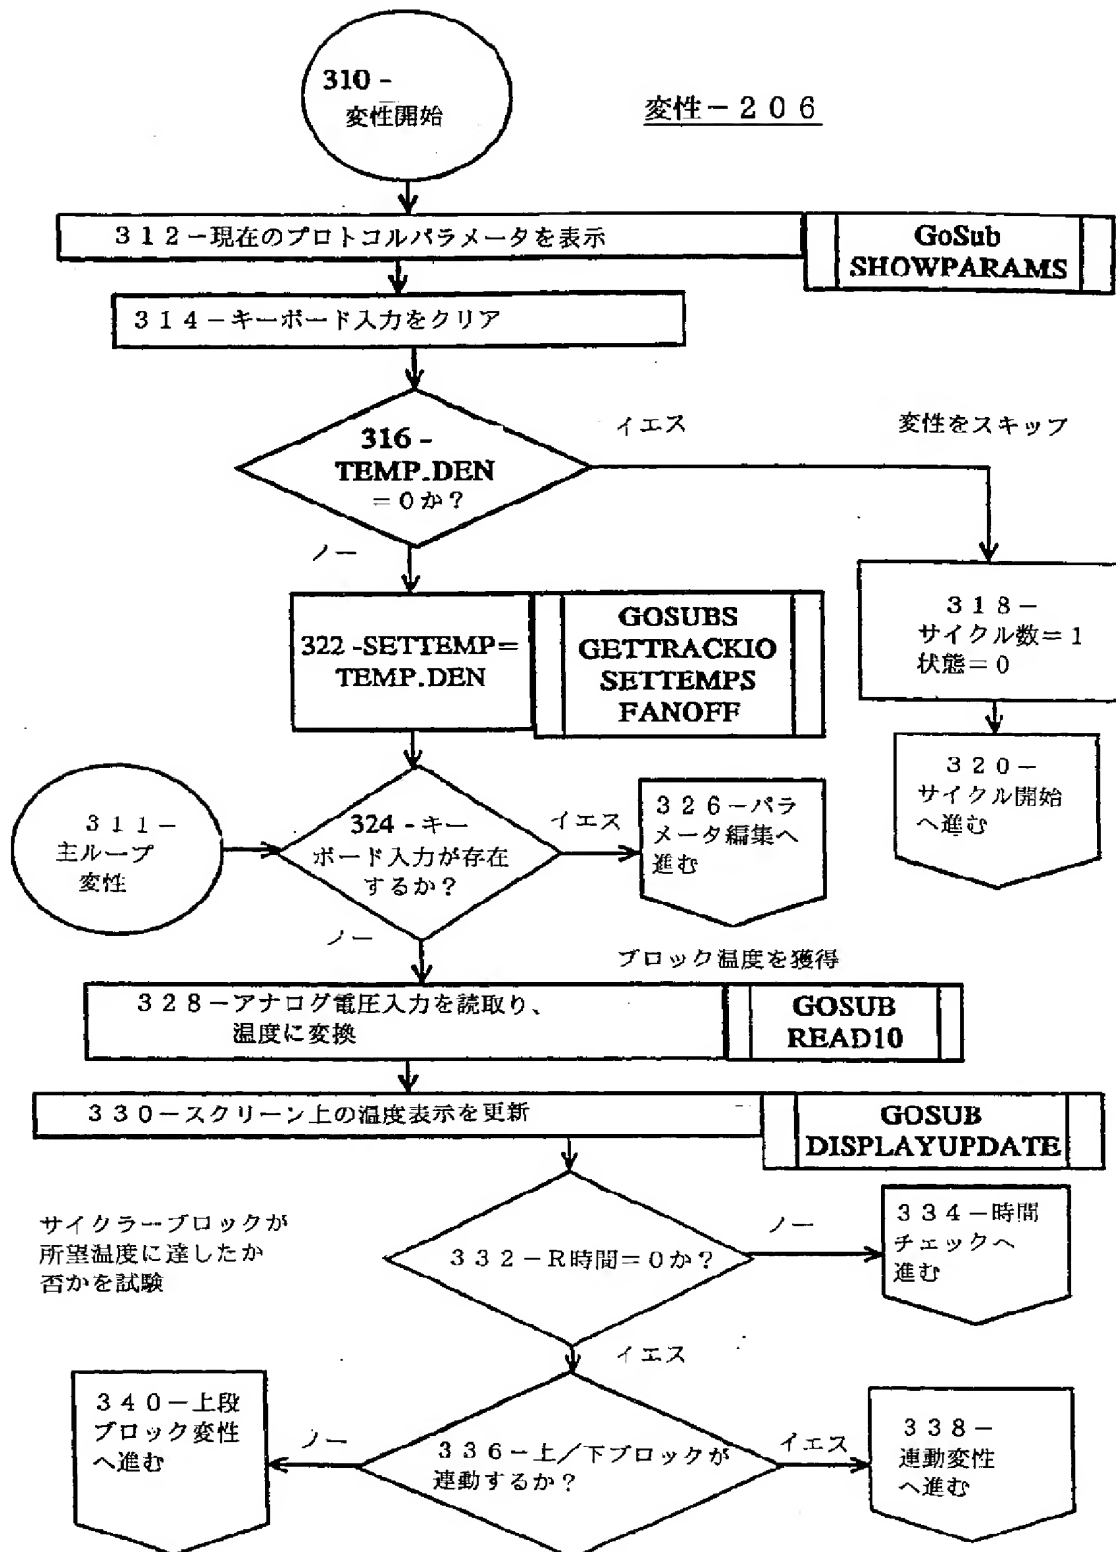 310 -
変性開始
変性－２０６
３１２－現在のプロトコルパラメータを表示
GoSub
SHOWPARAMS
３１４－キーボード入力をクリア
316 -
TEMP.DEN
＝０か？
イエス
変性をスキップ
ノー
322 -SETTEMP=
TEMP.DEN
GOSUBS
GETTRACKIO
SETTEMPS
FANOFF
３１８－
サイクル数＝１
状態＝０
３２０－
サイクル開始
へ進む
３１１－
主ループ
変性
324 -キー
ボード入力が存在
するか？
イエス
３２６－パラ
メータ編集へ
進む
ノー
ブロック温度を獲得
３２８－アナログ電圧入力を読取り、
温度に変換
GOSUB
READ10
３３０－スクリーン上の温度表示を更新
GOSUB
DISPLAYUPDATE
サイクラーブロックが
所望温度に達したか
否かを試験
３３２－R時間＝０か？
ノー
３３４－時間
チェックへ
進む
イエス
３４０－上段
ブロック変性
へ進む
ノー
３３６－上／下ブロックが
連動するか？
イエス
３３８－
連動変性
へ進む